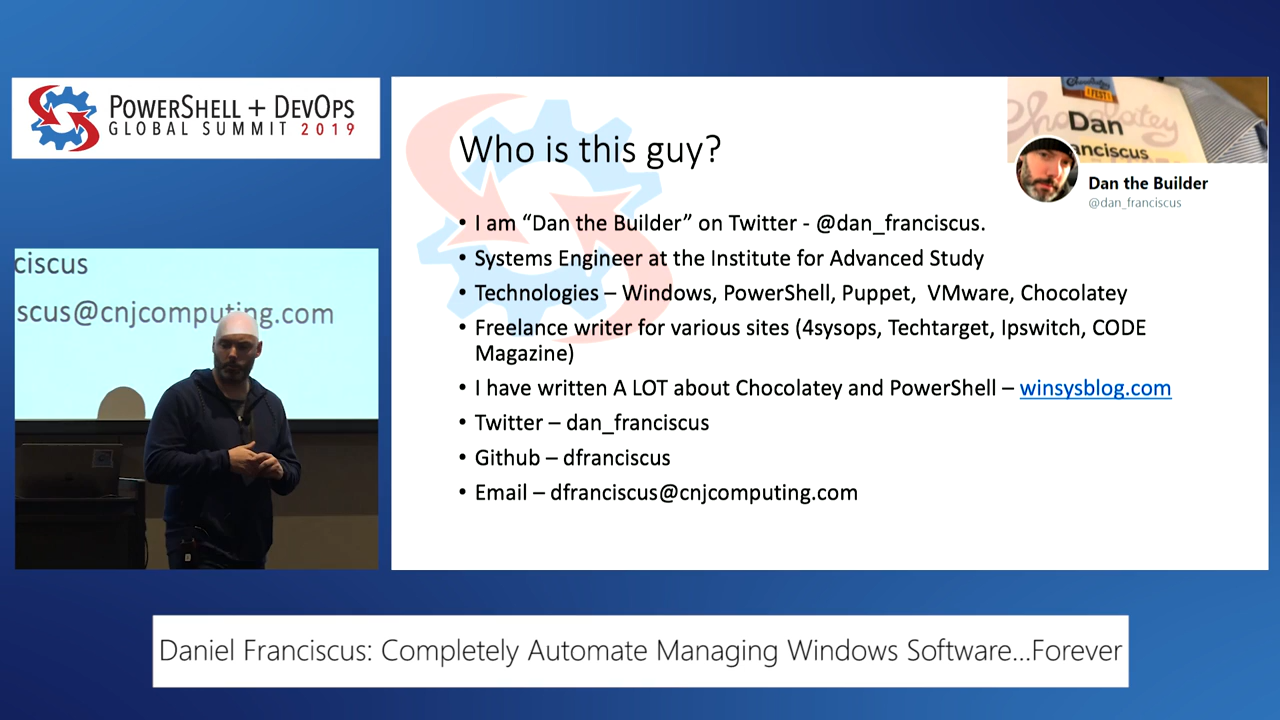 POWERSHELL + DEVOPS
GLOBAL SUMMIT 2019
ciscus
scus@cnjcomputing.com
Who is this guy?
Chocolatey
FEST
Dan
anciscus
Dan the Builder
@dan_franciscus
• I am “Dan the Builder” on Twitter - @dan_franciscus.
• Systems Engineer at the Institute for Advanced Study
• Technologies – Windows, PowerShell, Puppet, VMware, Chocolatey
• Freelance writer for various sites (4sysops, Techtarget, Ipswitch, CODE
Magazine)
• I have written A LOT about Chocolatey and PowerShell – winsysblog.com
• Twitter – dan_franciscus
• Github – dfranciscus
• Email – dfranciscus@cnjcomputing.com
Daniel Franciscus: Completely Automate Managing Windows Software...Forever